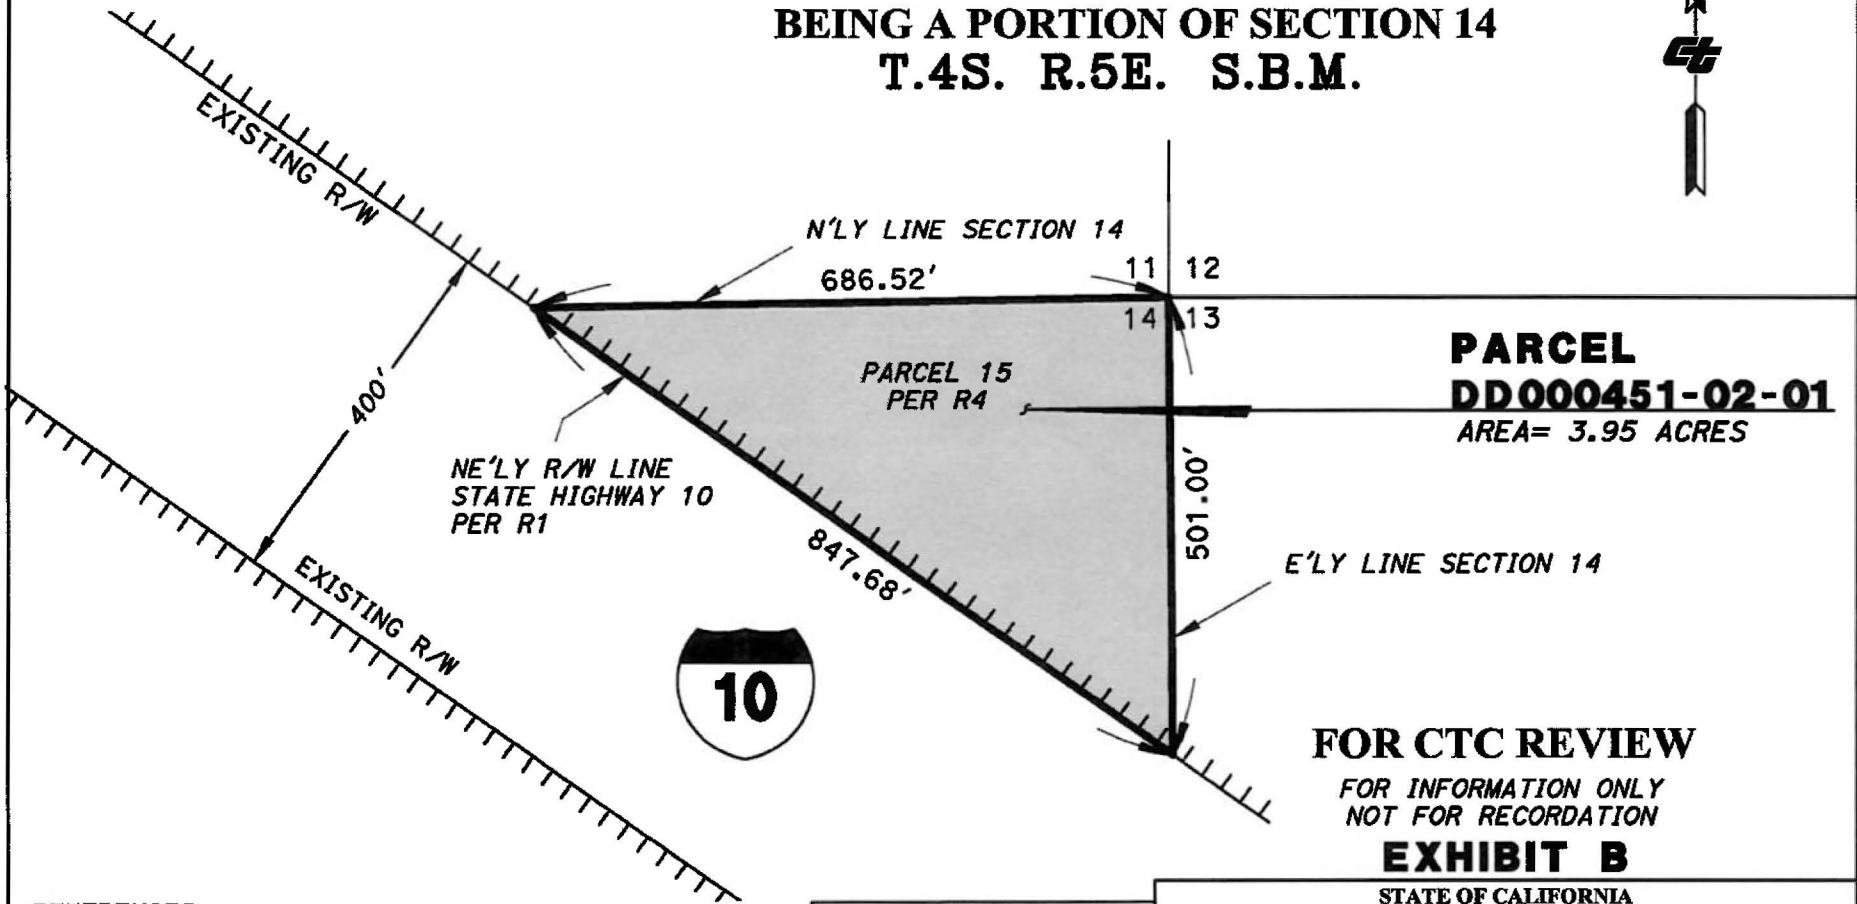 BEING A PORTION OF SECTION 14
T.4S. R.5E. S.B.M.
Ct
EXISTING R/W
N'LY LINE SECTION 14
686.52'
11 12
14 13
400'
PARCEL 15
PER R4
PARCEL
DD000451-02-01
AREA= 3.95 ACRES
NE'LY R/W LINE
STATE HIGHWAY 10
PER R1
501.00'
847.68'
E'LY LINE SECTION 14
EXISTING R/W
10
FOR CTC REVIEW
FOR INFORMATION ONLY
NOT FOR RECORDATION
EXHIBIT B
STATE OF CALIFORNIA